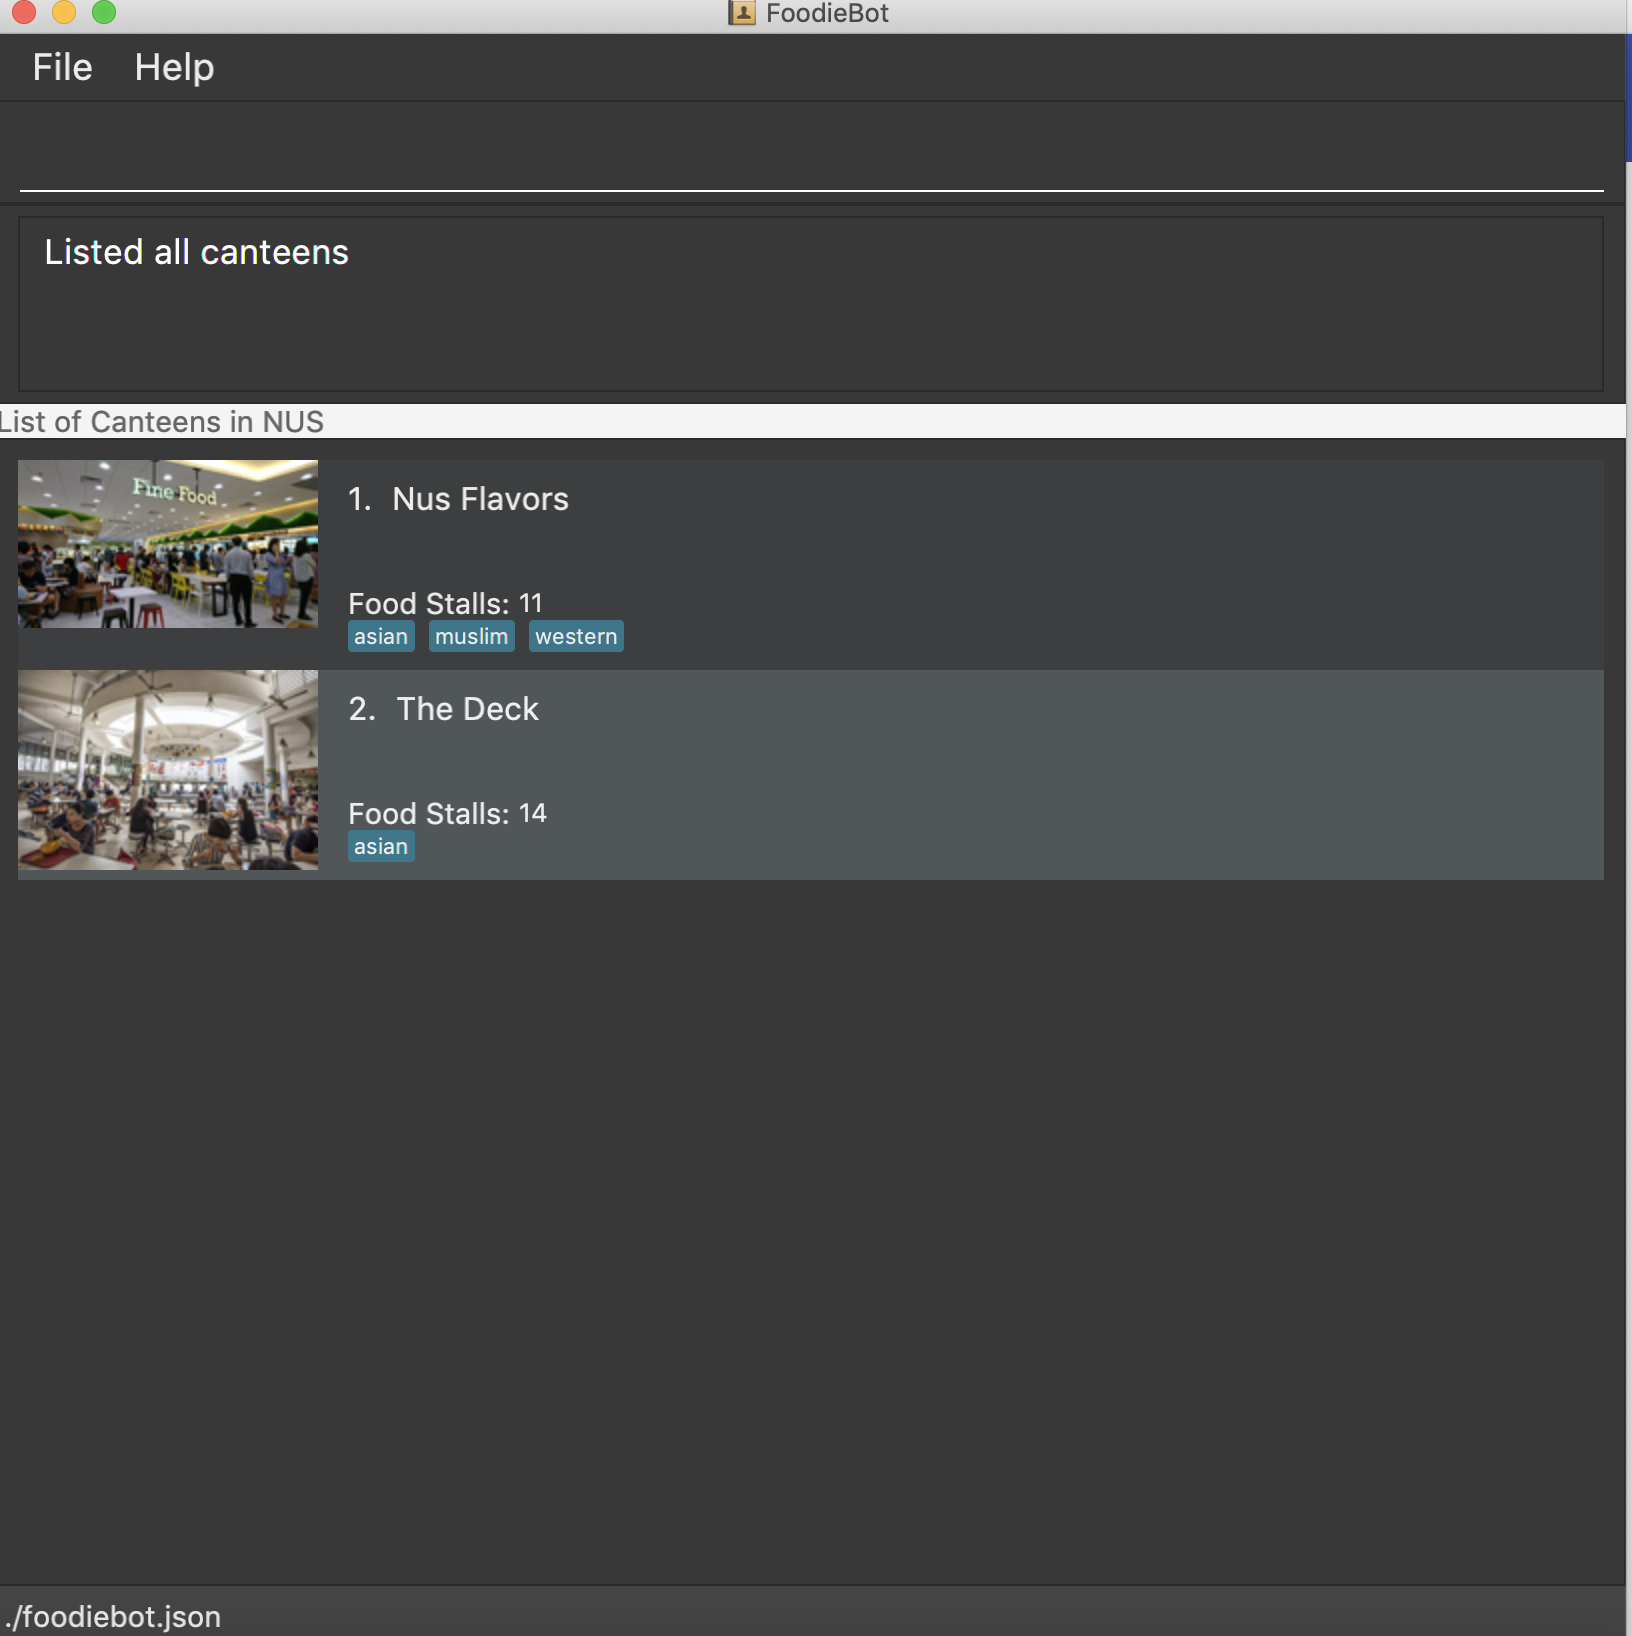 FoodieBot
File Help
Listed all canteens
List of Canteens in NUS
Fine Food
1. Nus Flavors
Food Stalls: 11
asian muslim western
2. The Deck
Food Stalls: 14
asian
./foodiebot.json